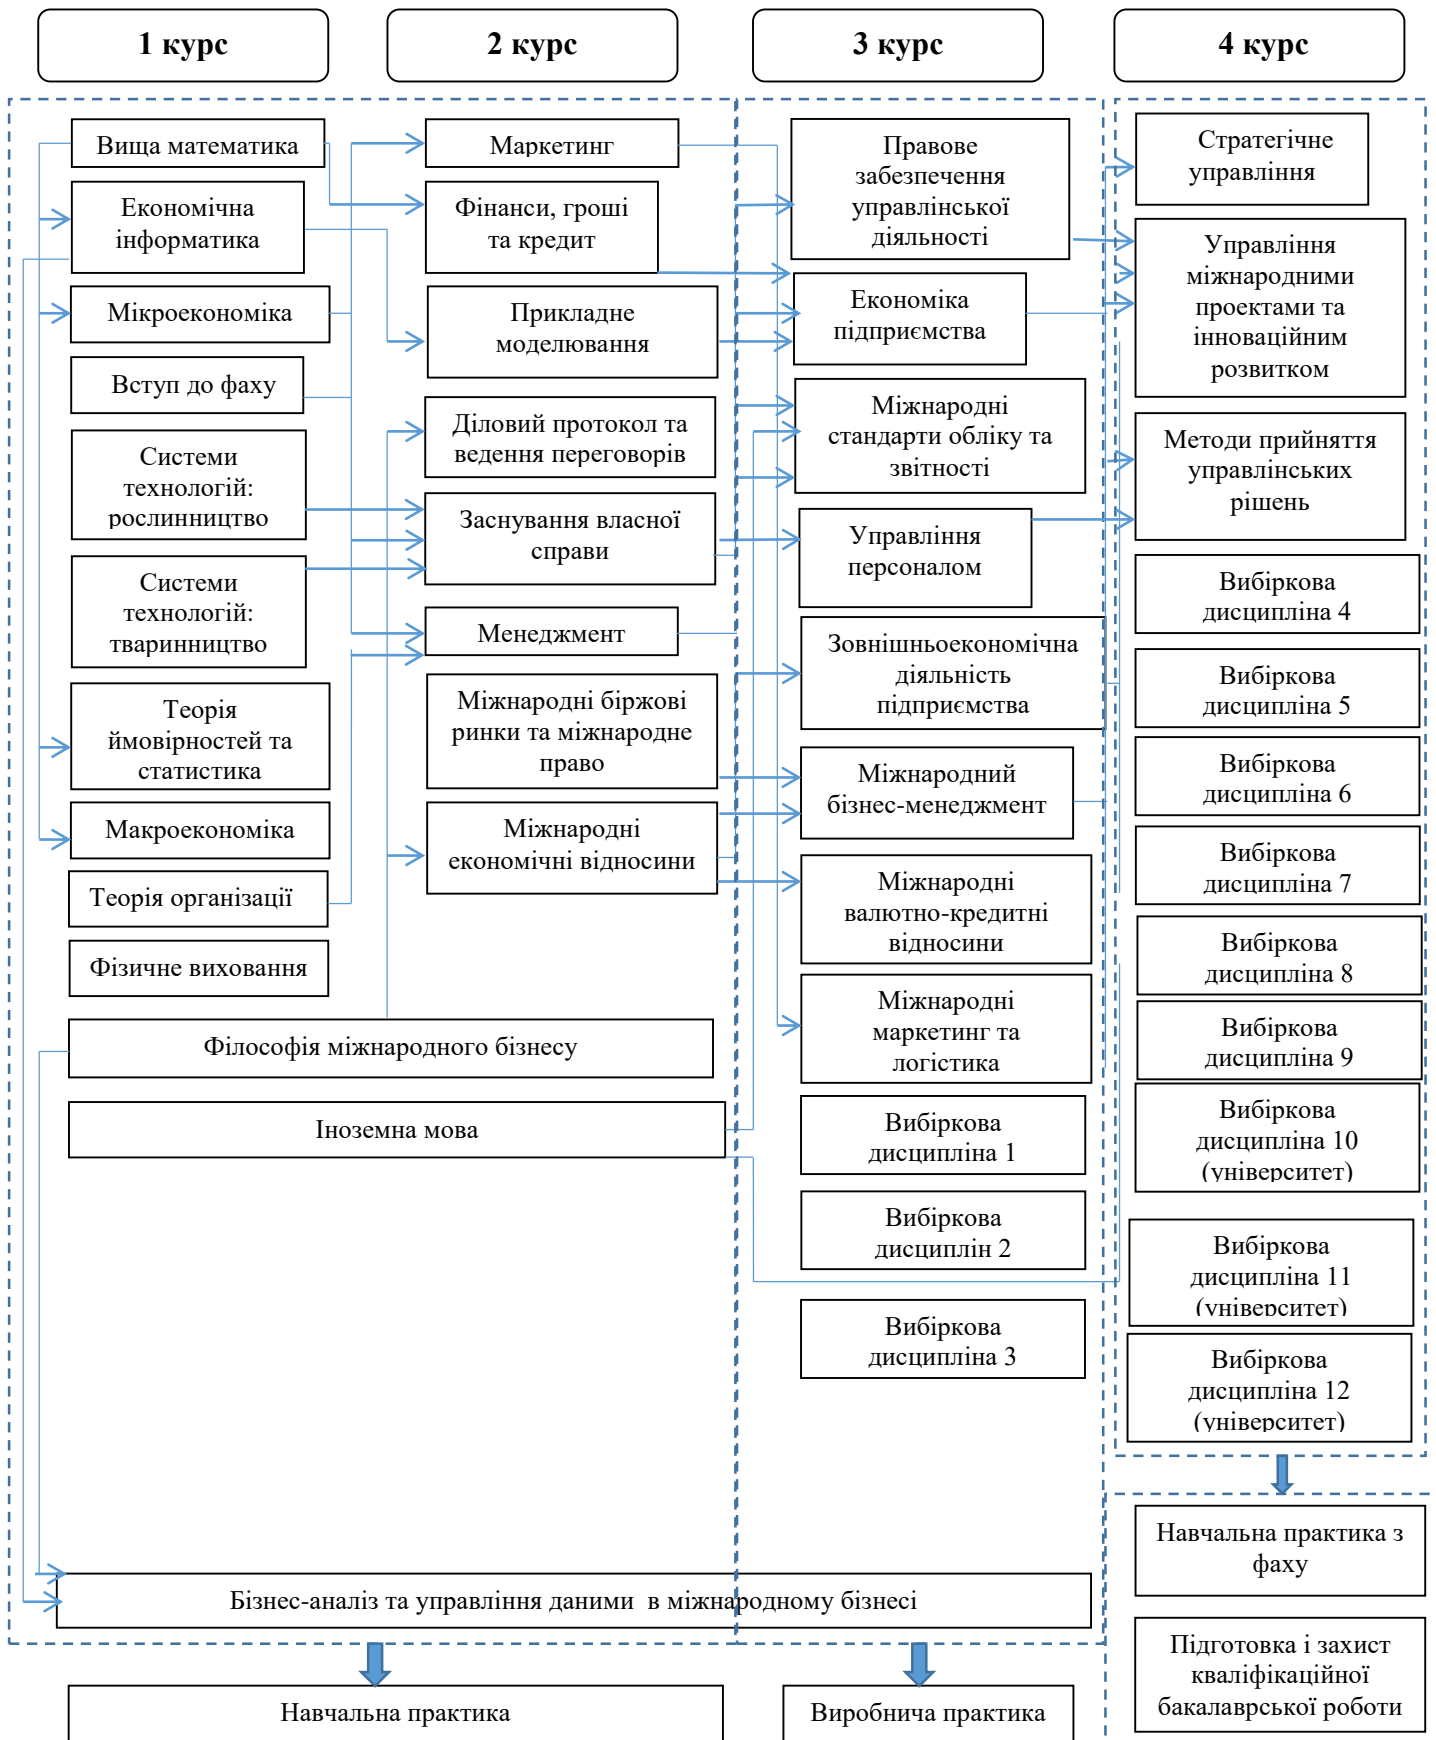 1 курс
2 курс
3 курс
4 курс
Вища математика
Економічна
інформатика
Мікроекономіка
Вступ до фаху
Системи
технологій:
рослинництво
Системи
технологій:
тваринництво
Теорія
ймовірностей та
статистика
Макроекономіка
Теорія організації
Фізичне виховання
Філософія міжнародного бізнесу
Іноземна мова
Маркетинг
Фінанси, гроші
та кредит
Прикладне
моделювання
Діловий протокол та
ведення переговорів
Заснування власної
справи
Менеджмент
Міжнародні біржові
ринки та міжнародне
право
Міжнародні
економічні відносини
Правове
забезпечення
управлінської
діяльності
Економіка
підприємства
Міжнародні
стандарти обліку та
звітності
Управління
персоналом
Зовнішньоекономічна
діяльність
підприємства
Міжнародний
бізнес-менеджмент
Міжнародні
валютно-кредитні
відносини
Міжнародні
маркетинг та
логістика
Вибіркова
дисципліна 1
Вибіркова
дисциплін 2
Вибіркова
дисципліна 3
Стратегічне
управління
Управління
міжнародними
проектами та
інноваційним
розвитком
Методи прийняття
управлінських
рішень
Вибіркова
дисципліна 4
Вибіркова
дисципліна 5
Вибіркова
дисципліна 6
Вибіркова
дисципліна 7
Вибіркова
дисципліна 8
Вибіркова
дисципліна 9
Вибіркова
дисципліна 10
(університет)
Вибіркова
дисципліна 11
(університет)
Вибіркова
дисципліна 12
(університет)
Бізнес-аналіз та управління даними в міжнародному бізнесі
Навчальна практика
Виробнича практика
Навчальна практика з
фаху
Підготовка і захист
кваліфікаційної
бакалаврської роботи